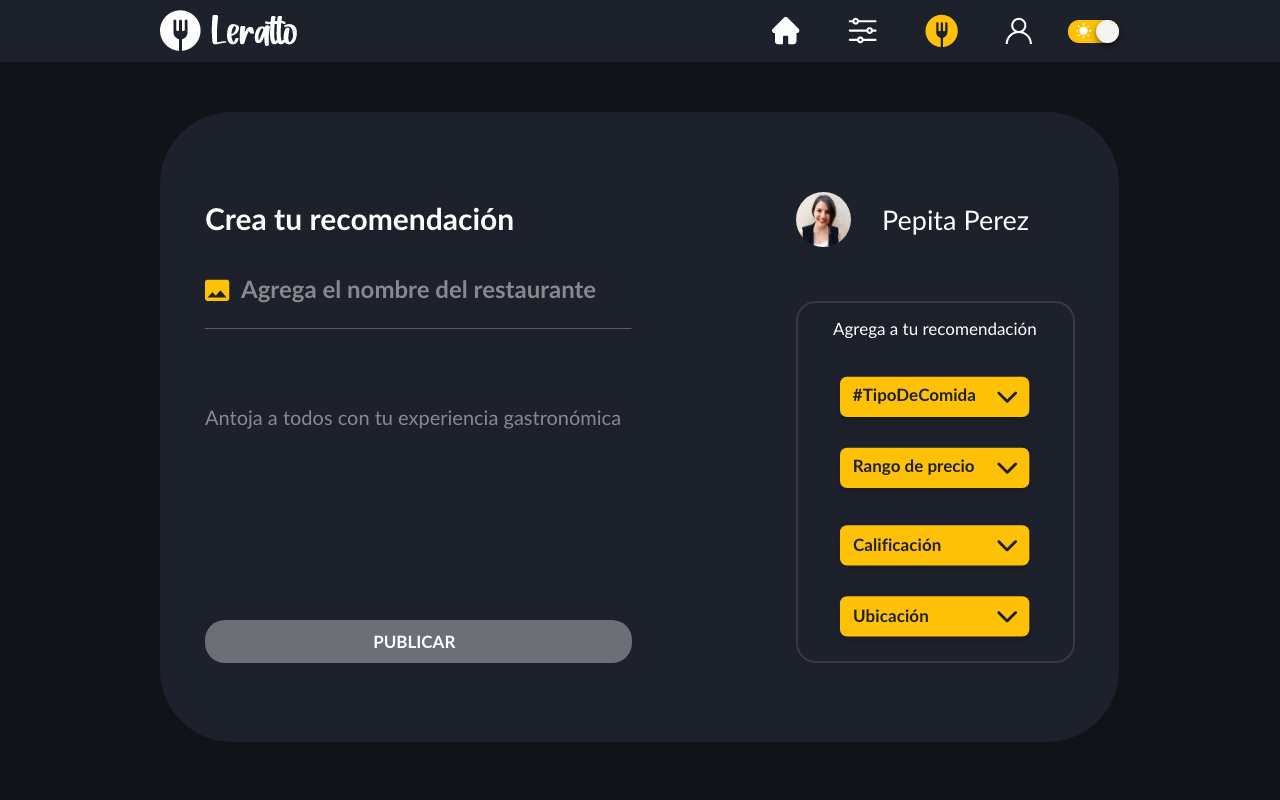 Leratto
Crea tu recomendación
Pepita Perez
Agrega el nombre del restaurante
Agrega a tu recomendación
Antoja a todos con tu experiencia gastronómica
#TipoDeComida
Rango de precio
Calificación
Ubicación
PUBLICAR